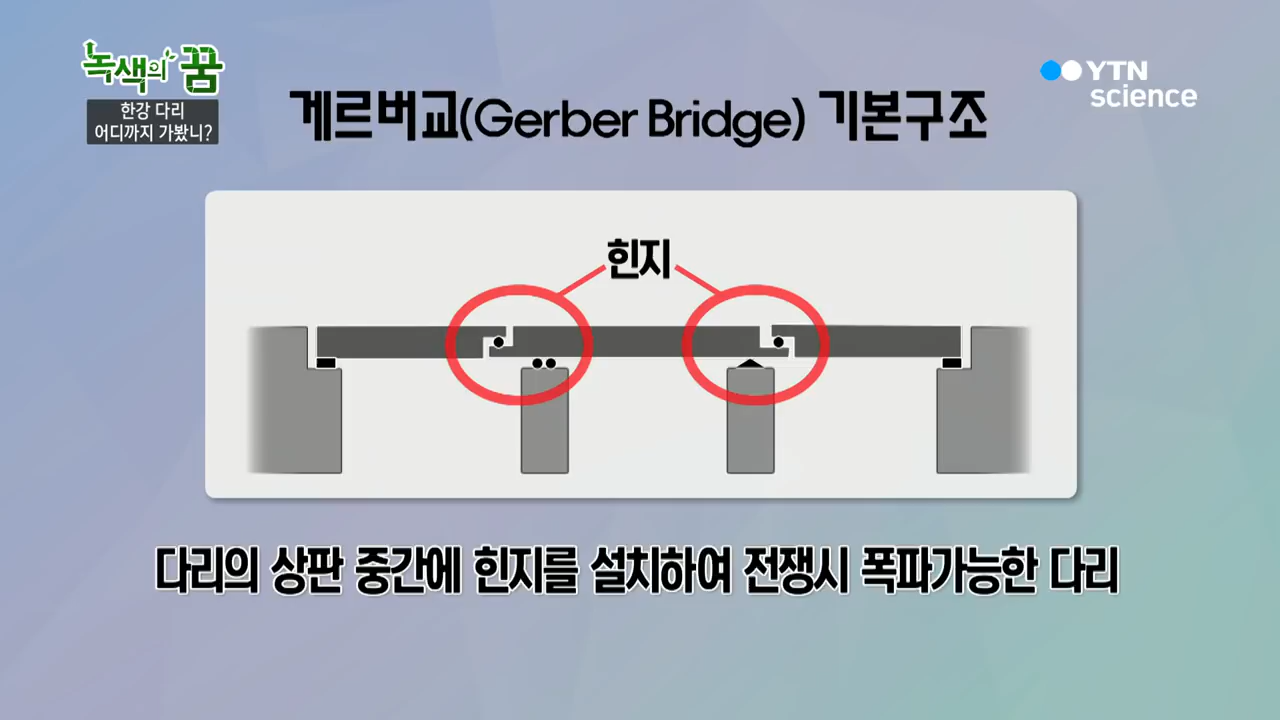 녹색의 꿈
한강 다리
어디까지 가봤니?
YTN
science
게르버교(Gerber Bridge) 기본구조
힌지
다리의 상판 중간에 힌지를 설치하여 전쟁시 폭파가능한 다리